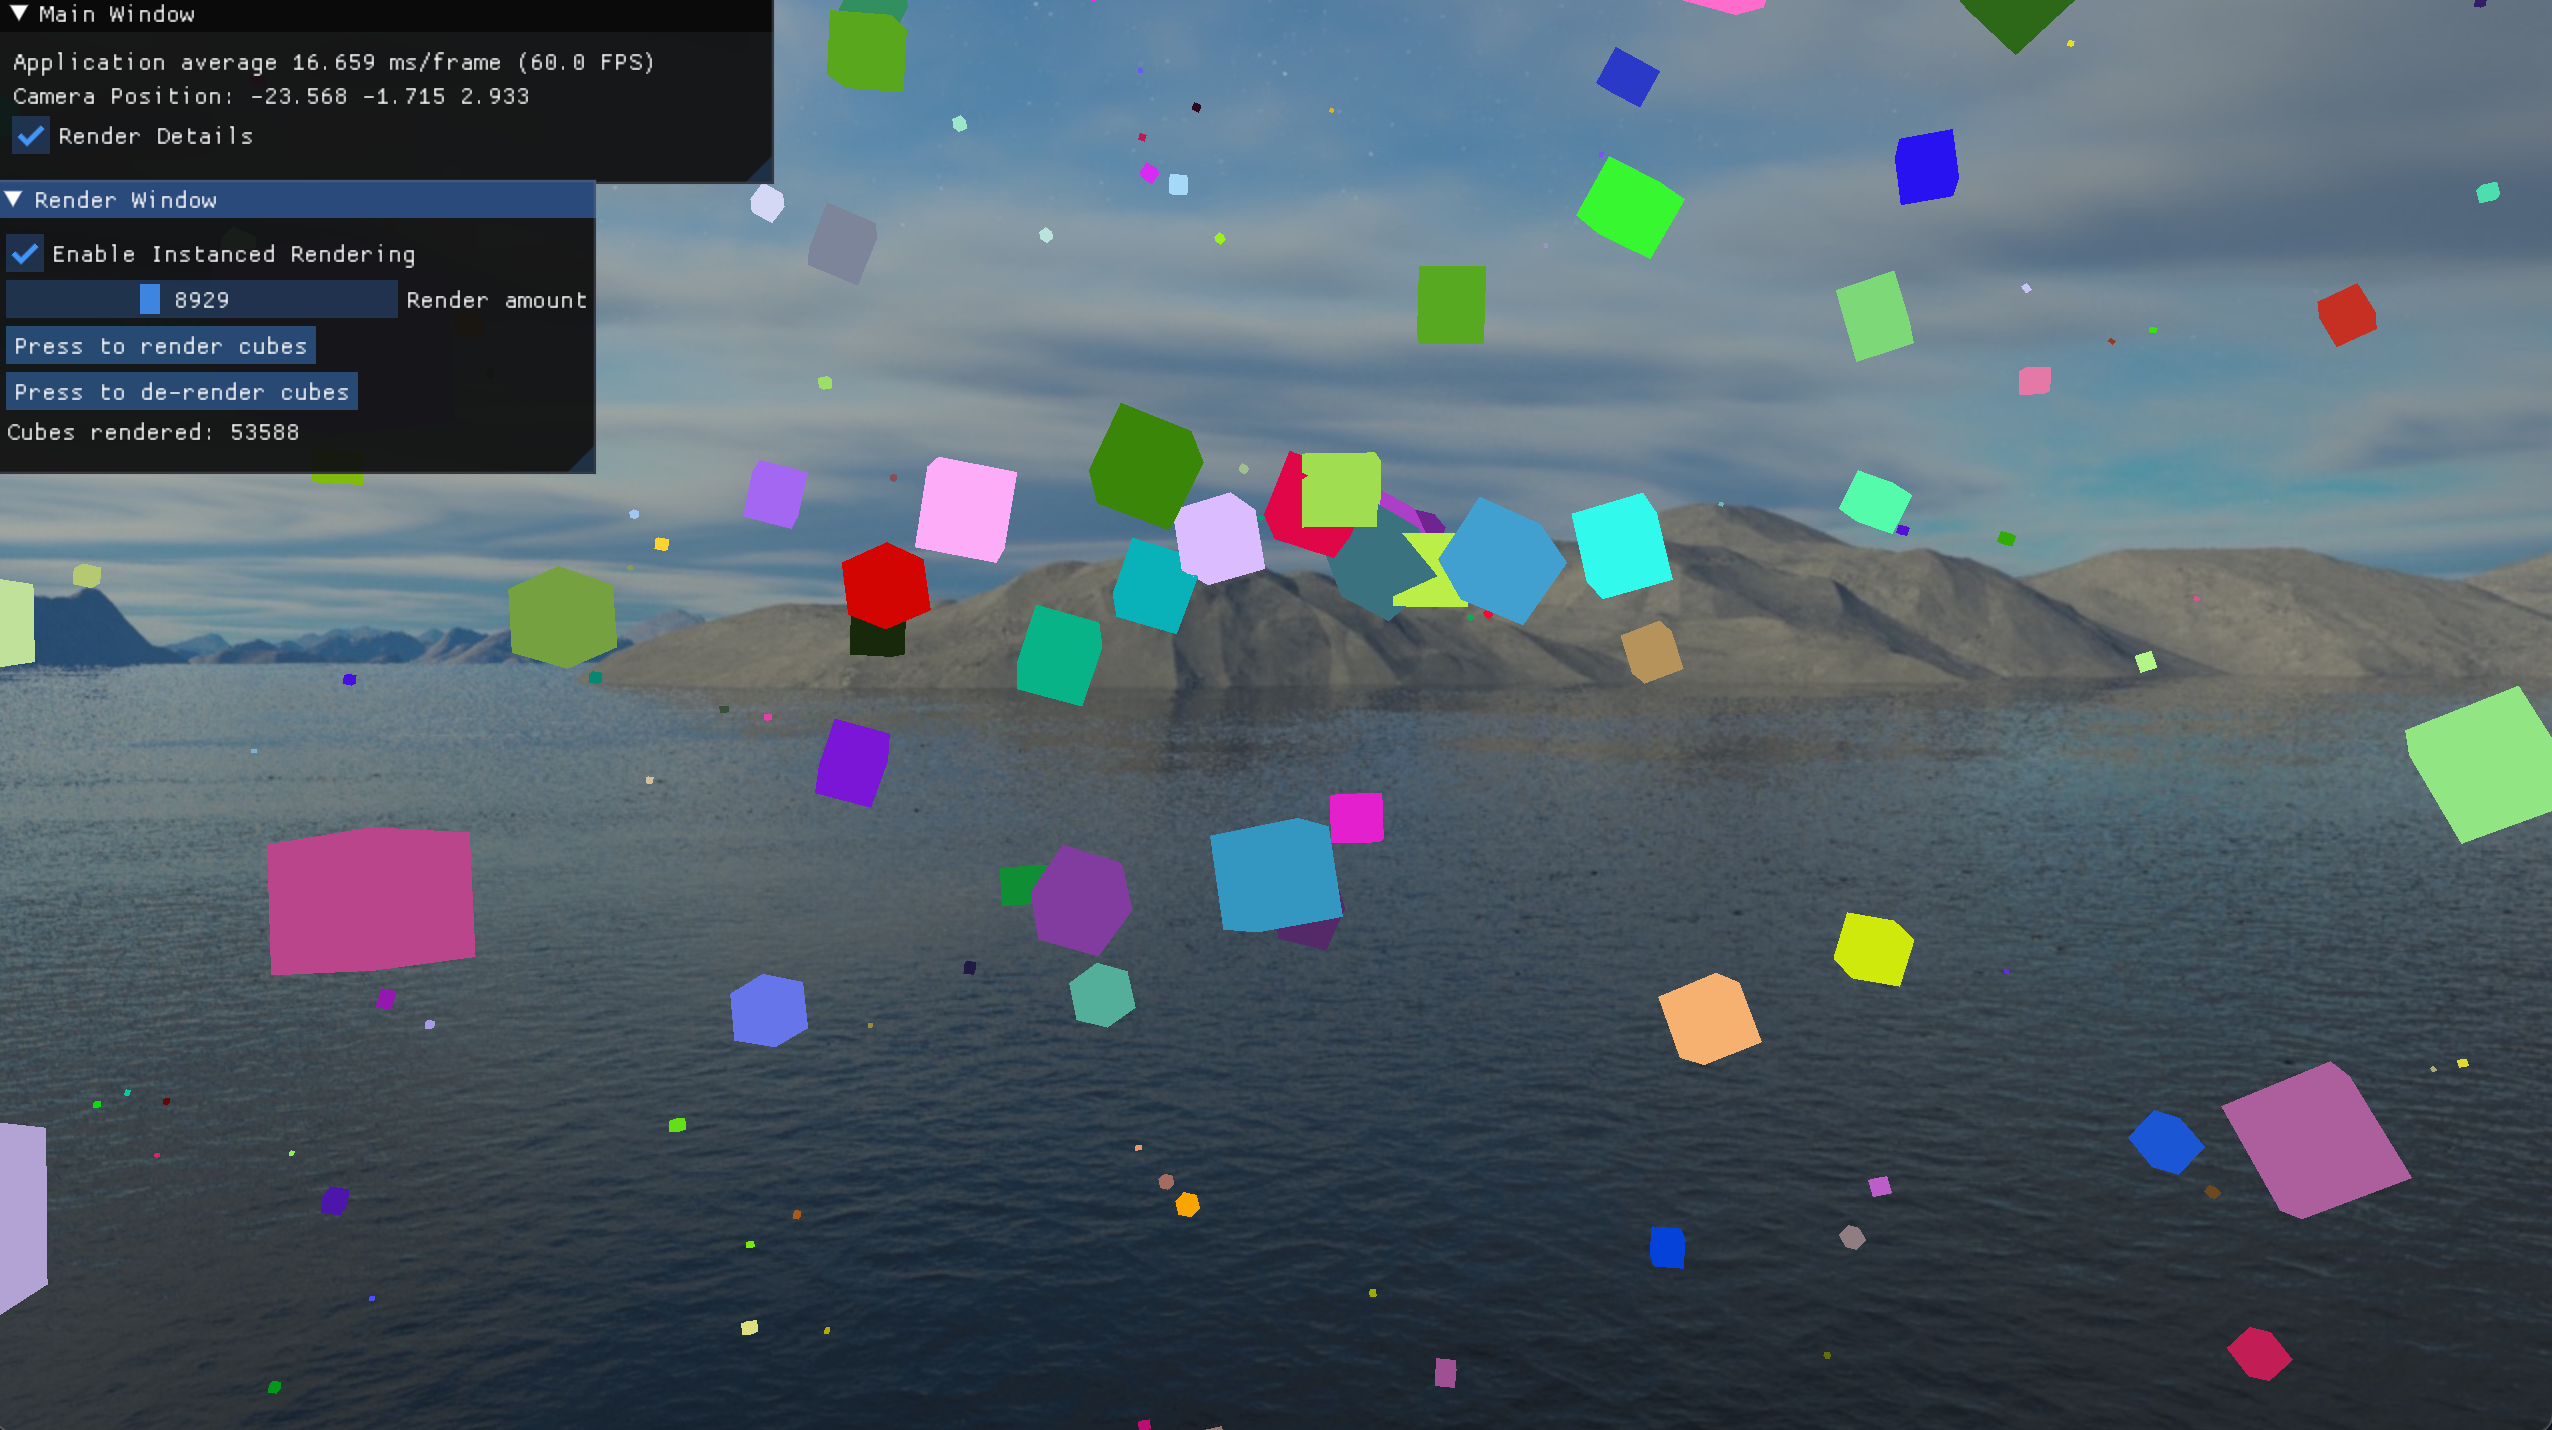 Main Window
Application average 16.659 ms/frame (60.0 FPS)
Camera Position: -23.568 -1.715 2.933
Render Details
Render Window
Enable Instanced Rendering
8929 Render amount
Press to render cubes
Press to de-render cubes
Cubes rendered: 53588